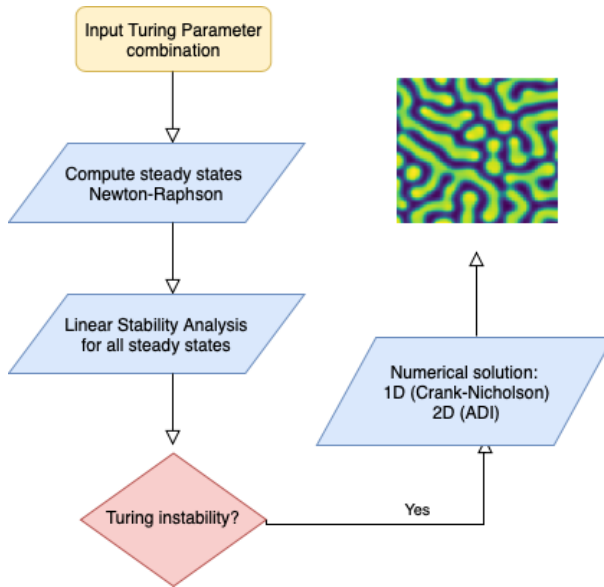 Input Turing Parameter
combination
Compute steady states
Newton-Raphson
Linear Stability Analysis
for all steady states
Turing instability?
Yes
Numerical solution:
1D (Crank-Nicholson)
2D (ADI)